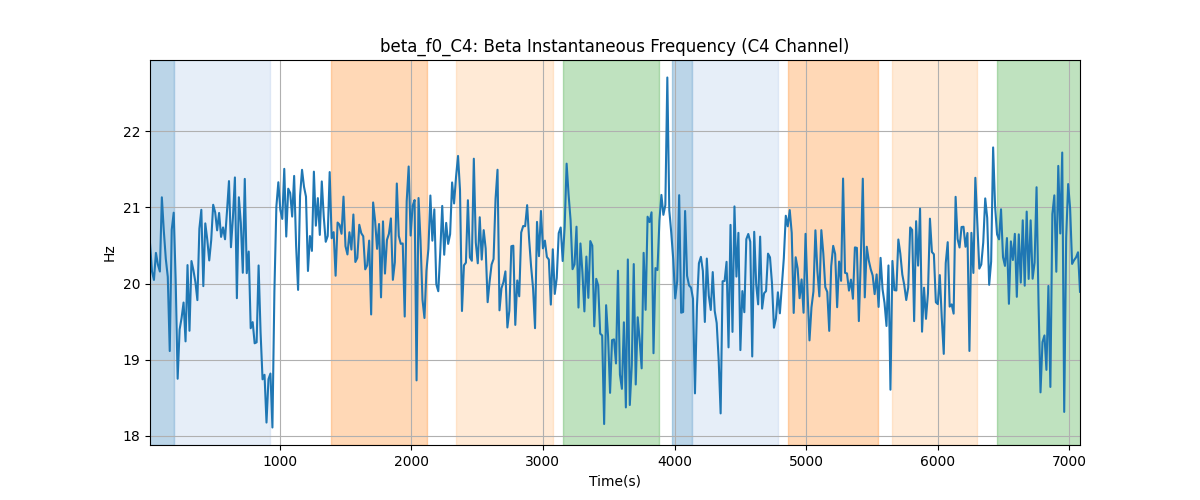 beta_f0_C4: Beta Instantaneous Frequency (C4 Channel)
Hz
22
21
20
19
18
1000 2000 3000 4000 5000 6000 7000
Time(s)